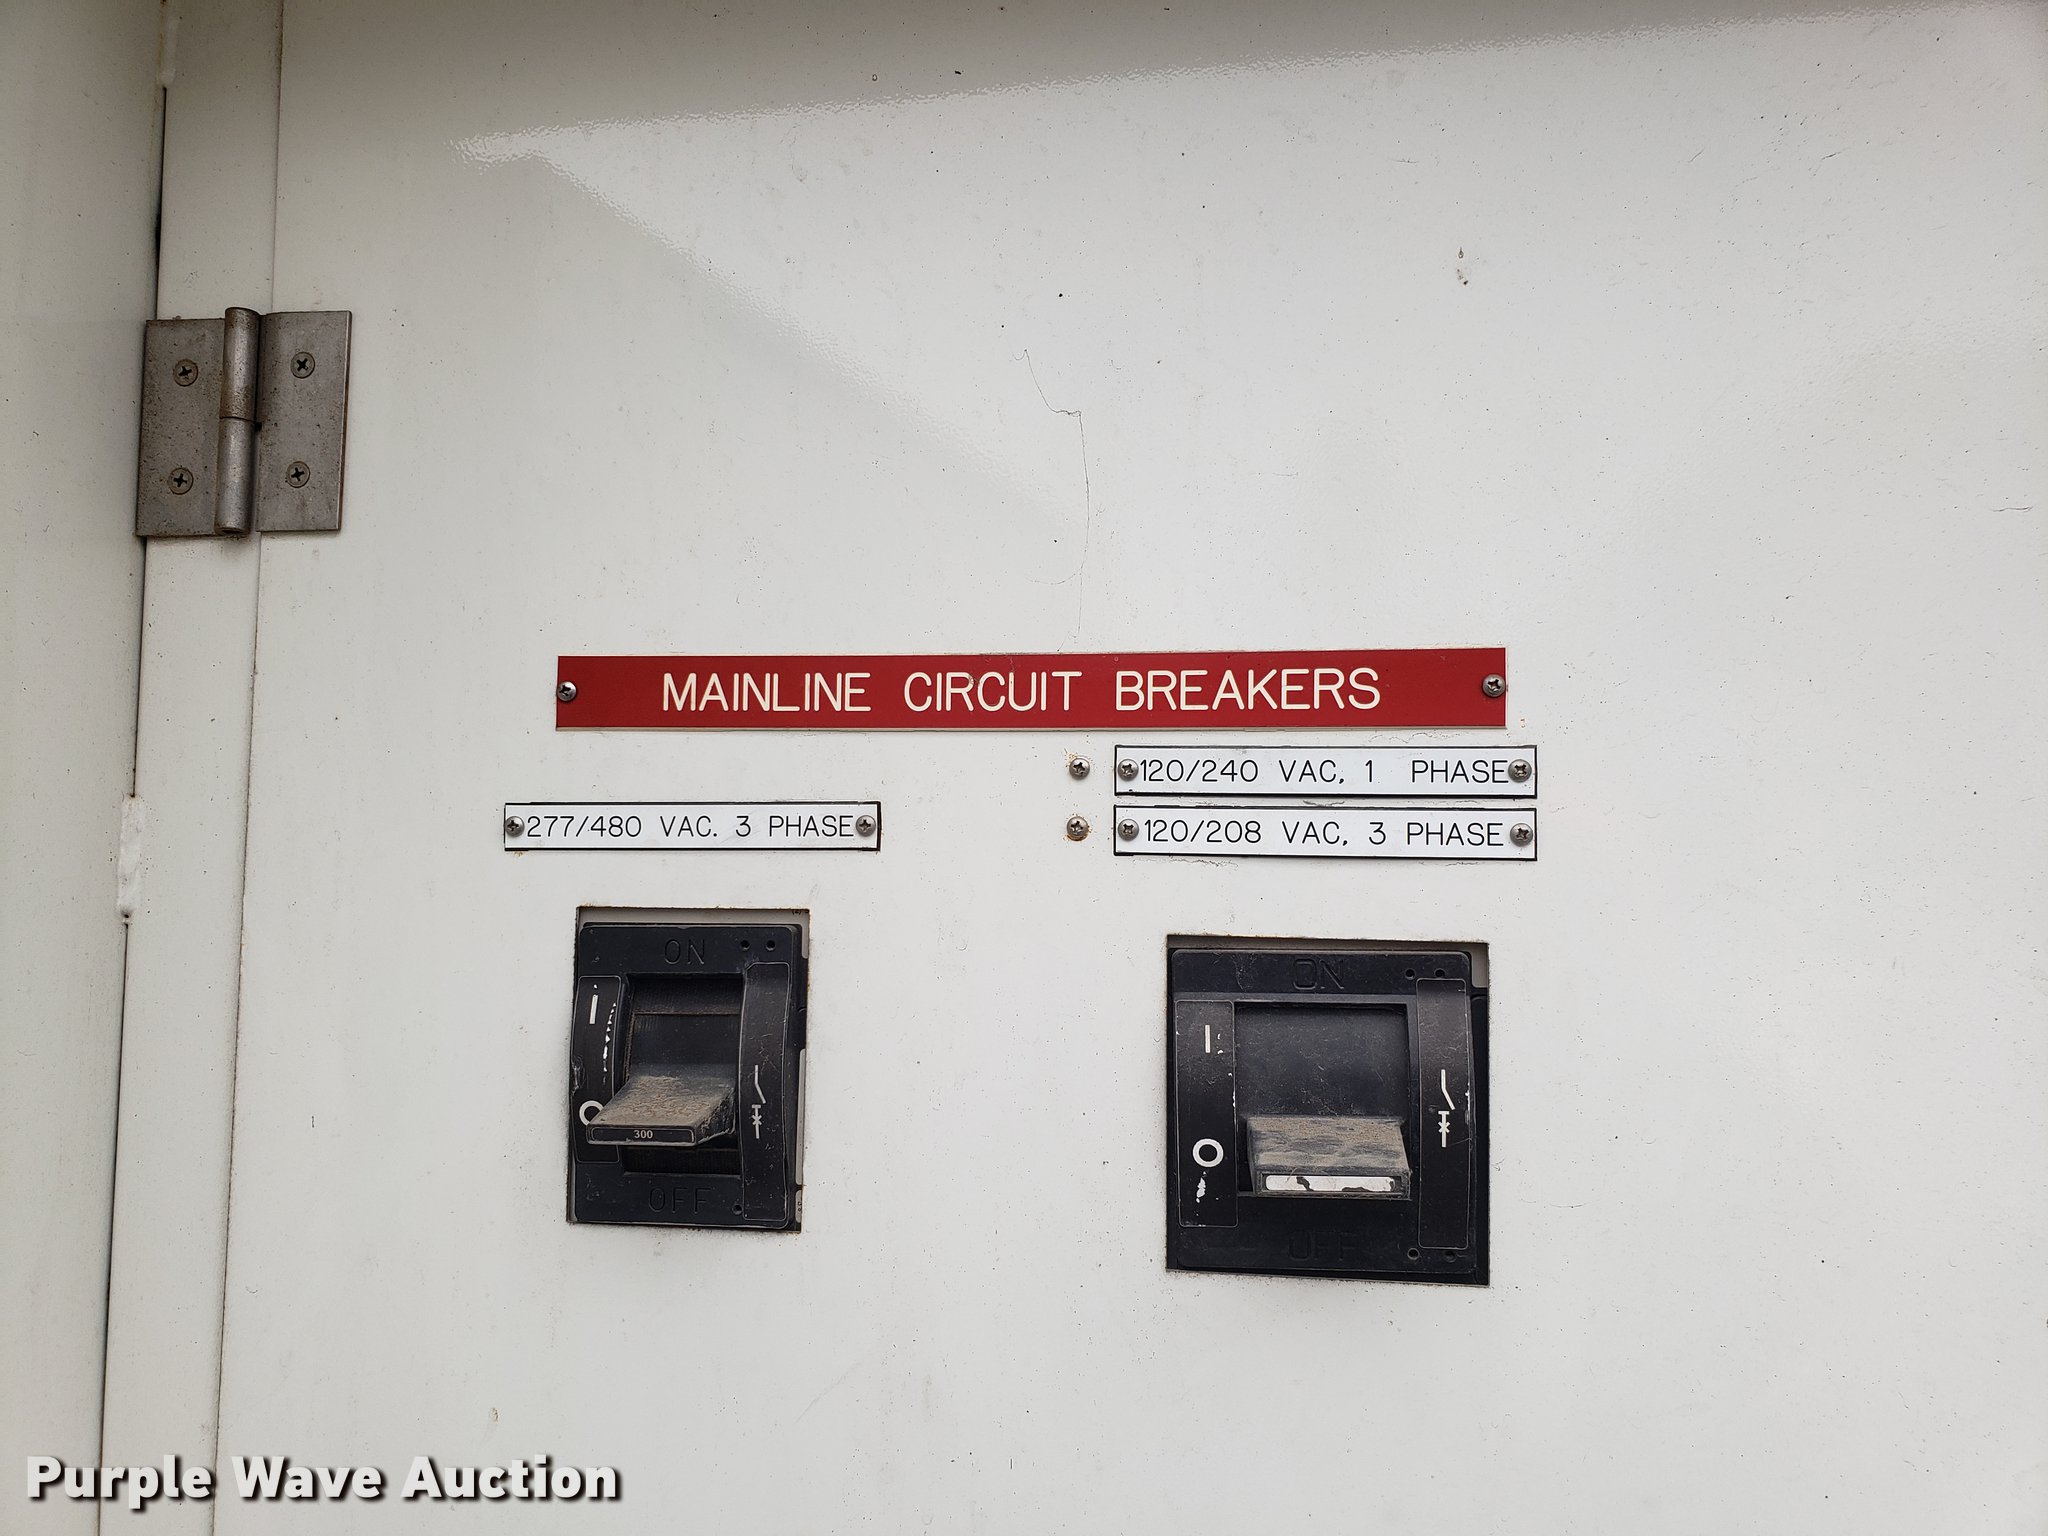 MAINLINE CIRCUIT BREAKERS
120/240 VAC, 1 PHASE
277/480 VAC. 3 PHASE
120/208 VAC, 3 PHASE
ON
ON
I
I
O
300
O
OFF
OFF
Purple Wave Auction